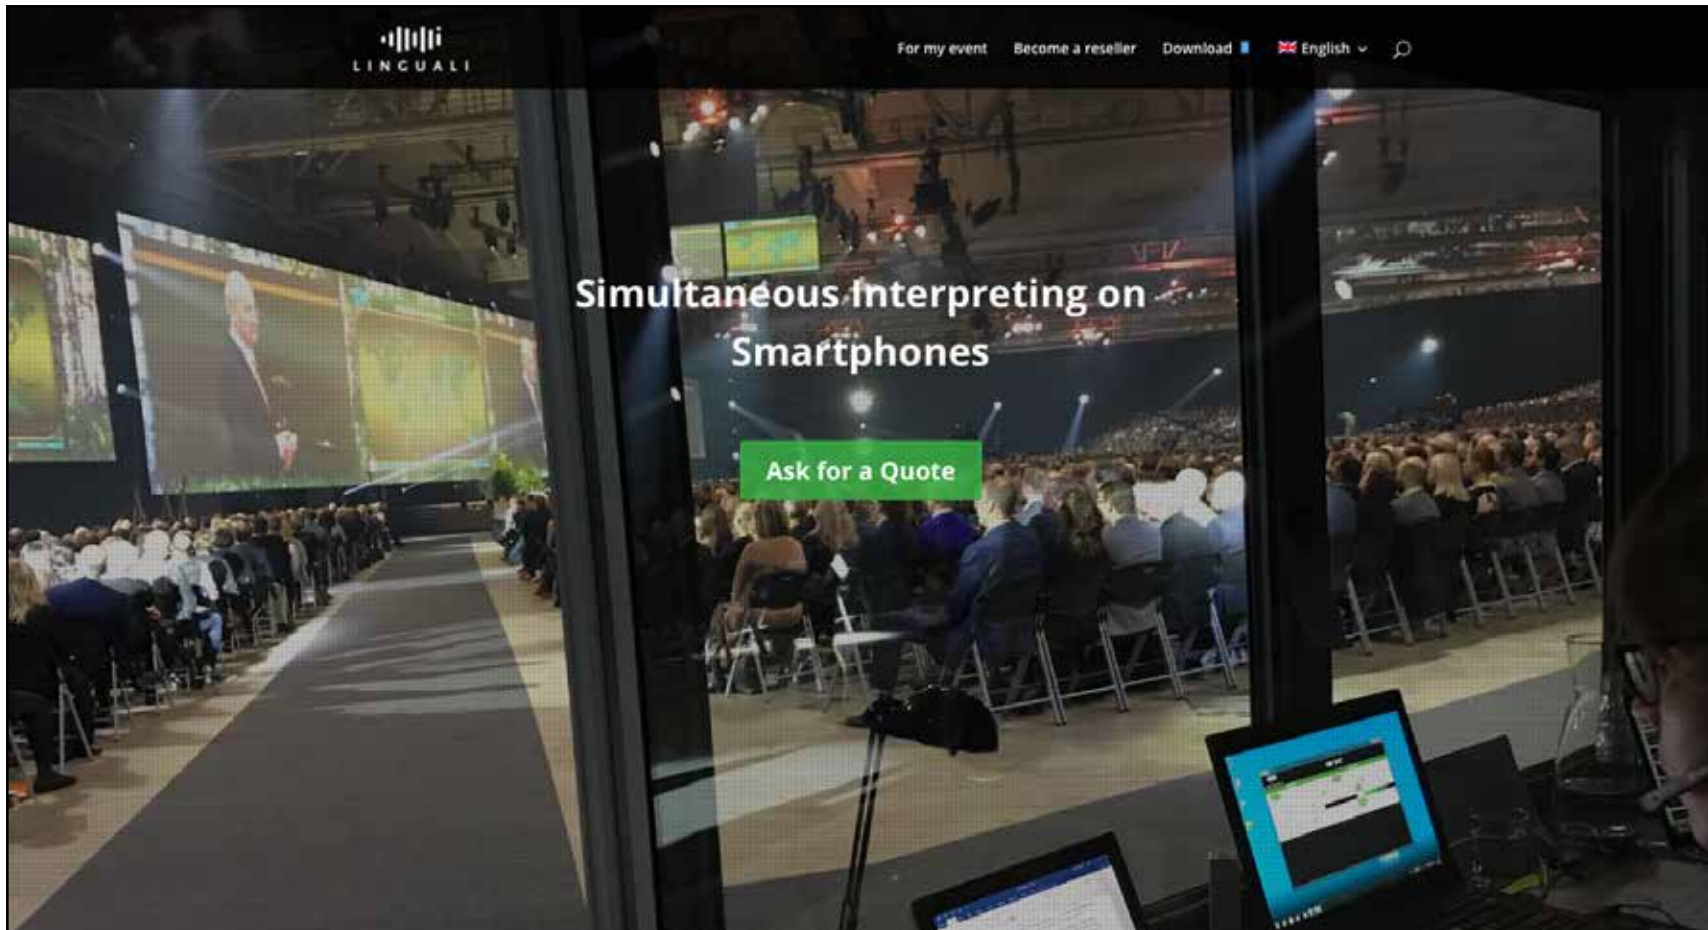 LINGUALI
For my event Become a reseller Download English
Simultaneous Interpreting on
Smartphones
Ask for a Quote